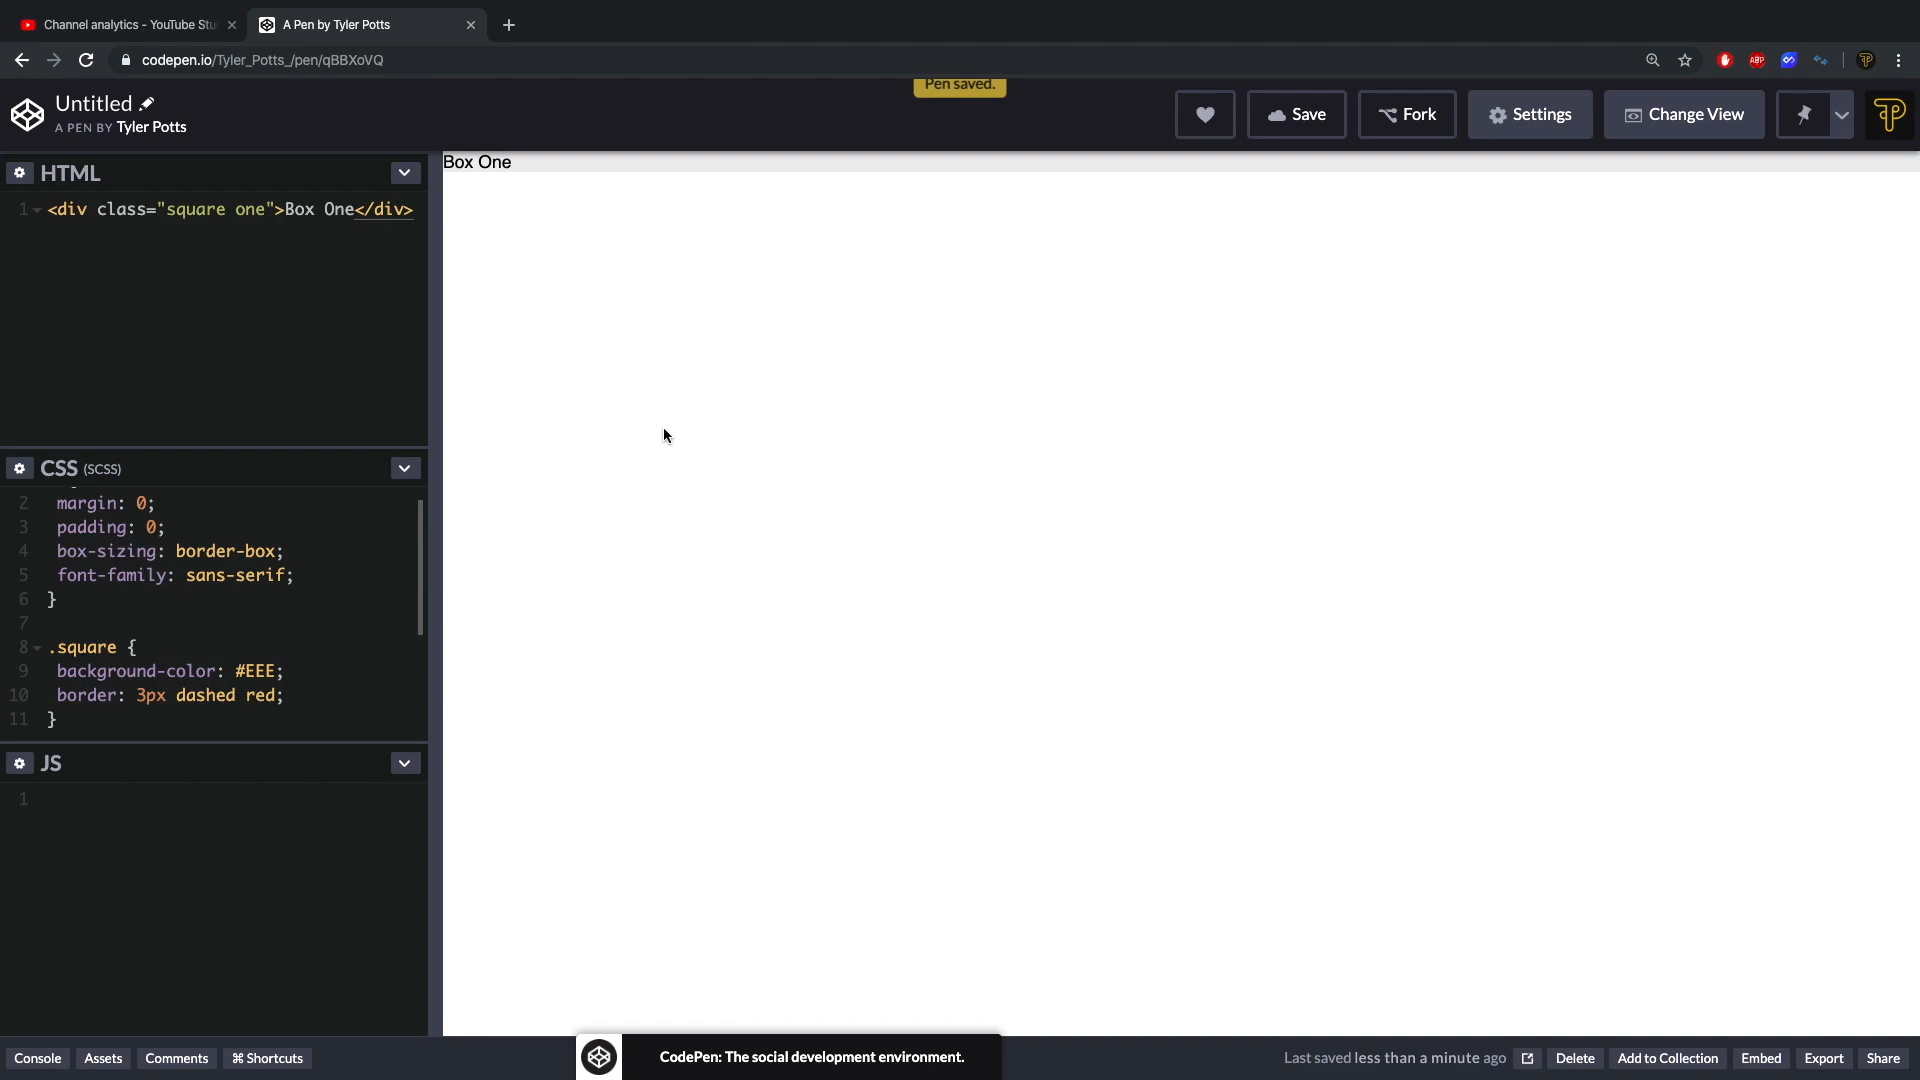 Channel analytics - YouTube Stu
A Pen by Tyler Potts
codepen.io/Tyler_Potts_/pen/qBBXoVQ
ABP
Pen saved.
Untitled
A PEN BY Tyler Potts
Save
Fork
Settings
Change View
HTML
1 <div class="square one">Box One</div>
Box One
CSS (SCSS)
2 margin: 0;
3 padding: 0;
4 box-sizing: border-box;
5 font-family: sans-serif;
6 }
7
8 .square {
9 background-color: #EEE;
10 border: 3px dashed red;
11 }
JS
1
Console
Assets
Comments
⌘ Shortcuts
CodePen: The social development environment.
Last saved less than a minute ago
Delete
Add to Collection
Embed
Export
Share